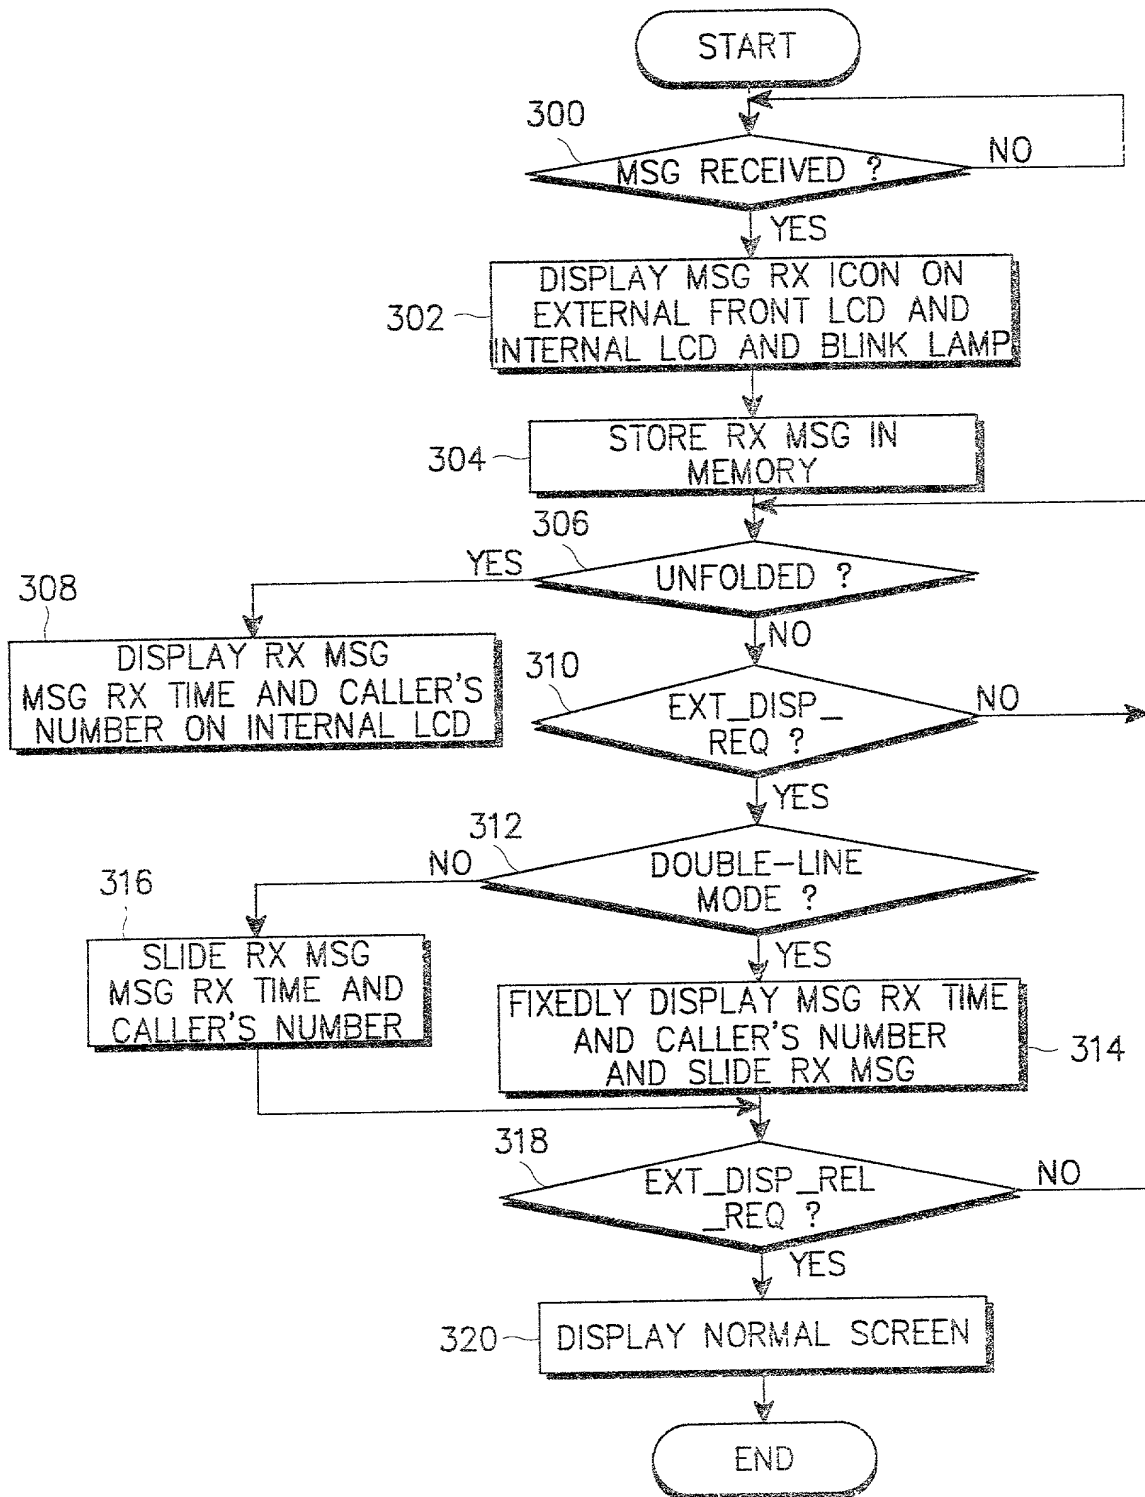 START
300
MSG RECEIVED ?
NO
YES
302
DISPLAY MSG RX ICON ON
EXTERNAL FRONT LCD AND
INTERNAL LCD AND BLINK LAMP
304
STORE RX MSG IN
MEMORY
306
UNFOLDED ?
YES
NO
308
DISPLAY RX MSG
MSG RX TIME AND CALLER'S
NUMBER ON INTERNAL LCD
310
EXT_DISP_
REQ ?
NO
YES
312
DOUBLE-LINE
MODE ?
NO
YES
316
SLIDE RX MSG
MSG RX TIME AND
CALLER'S NUMBER
FIXEDLY DISPLAY MSG RX TIME
AND CALLER'S NUMBER
AND SLIDE RX MSG
314
318
EXT_DISP_REL
_REQ ?
NO
YES
320
DISPLAY NORMAL SCREEN
END